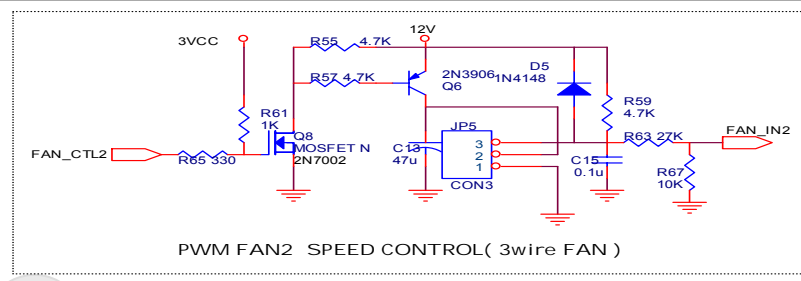 12V
3VCC
R55 4.7K
D5
2N3906
1N4148
R57 4.7K
Q6
R59
4.7K
R61
1K
JP5
Q8
MOSFET N
2N7002
C13
47u
3
2
1
R63 27K
FAN_IN2
FAN_CTL2
R65 330
C15
0.1u
R67
10K
CON3
PWM FAN2 SPEED CONTROL( 3wire FAN )